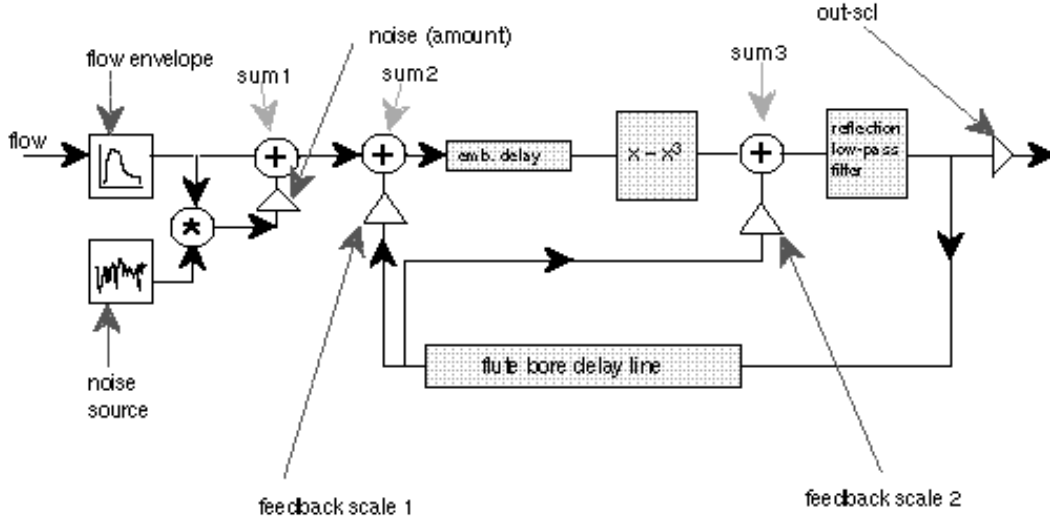 out-scl
noise (amount)
flow envelope
sum1
sum2
sum3
flow
+
+
emb. delay
x – x³
+
reflection
low-pass
filter
*
flute bore delay line
noise
source
feedback scale 1
feedback scale 2